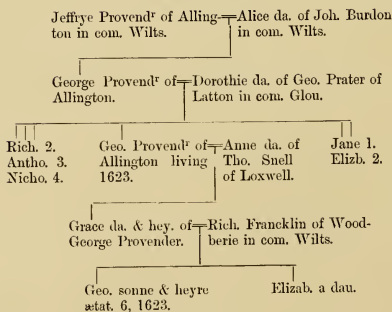 Jeffrye Provendʳ of Alling-
ton in com. Wilts.
Alice da. of Joh. Burdon
in com. Wilts.
George Provendʳ of
Allington.
Dorothie da. of Geo. Prater of
Latton in com. Glou.
Rich. 2.
Antho. 3.
Nicho. 4.
Geo. Provendʳ of
Allington living
1623.
Anne da. of
Tho. Snell
of Loxwell.
Jane 1.
Elizb. 2.
Grace da. & hey. of
George Provender.
Rich. Francklin of Wood-
berie in com. Wilts.
Geo. sonne & heyre
ætat. 6, 1623.
Elizab. a dau.